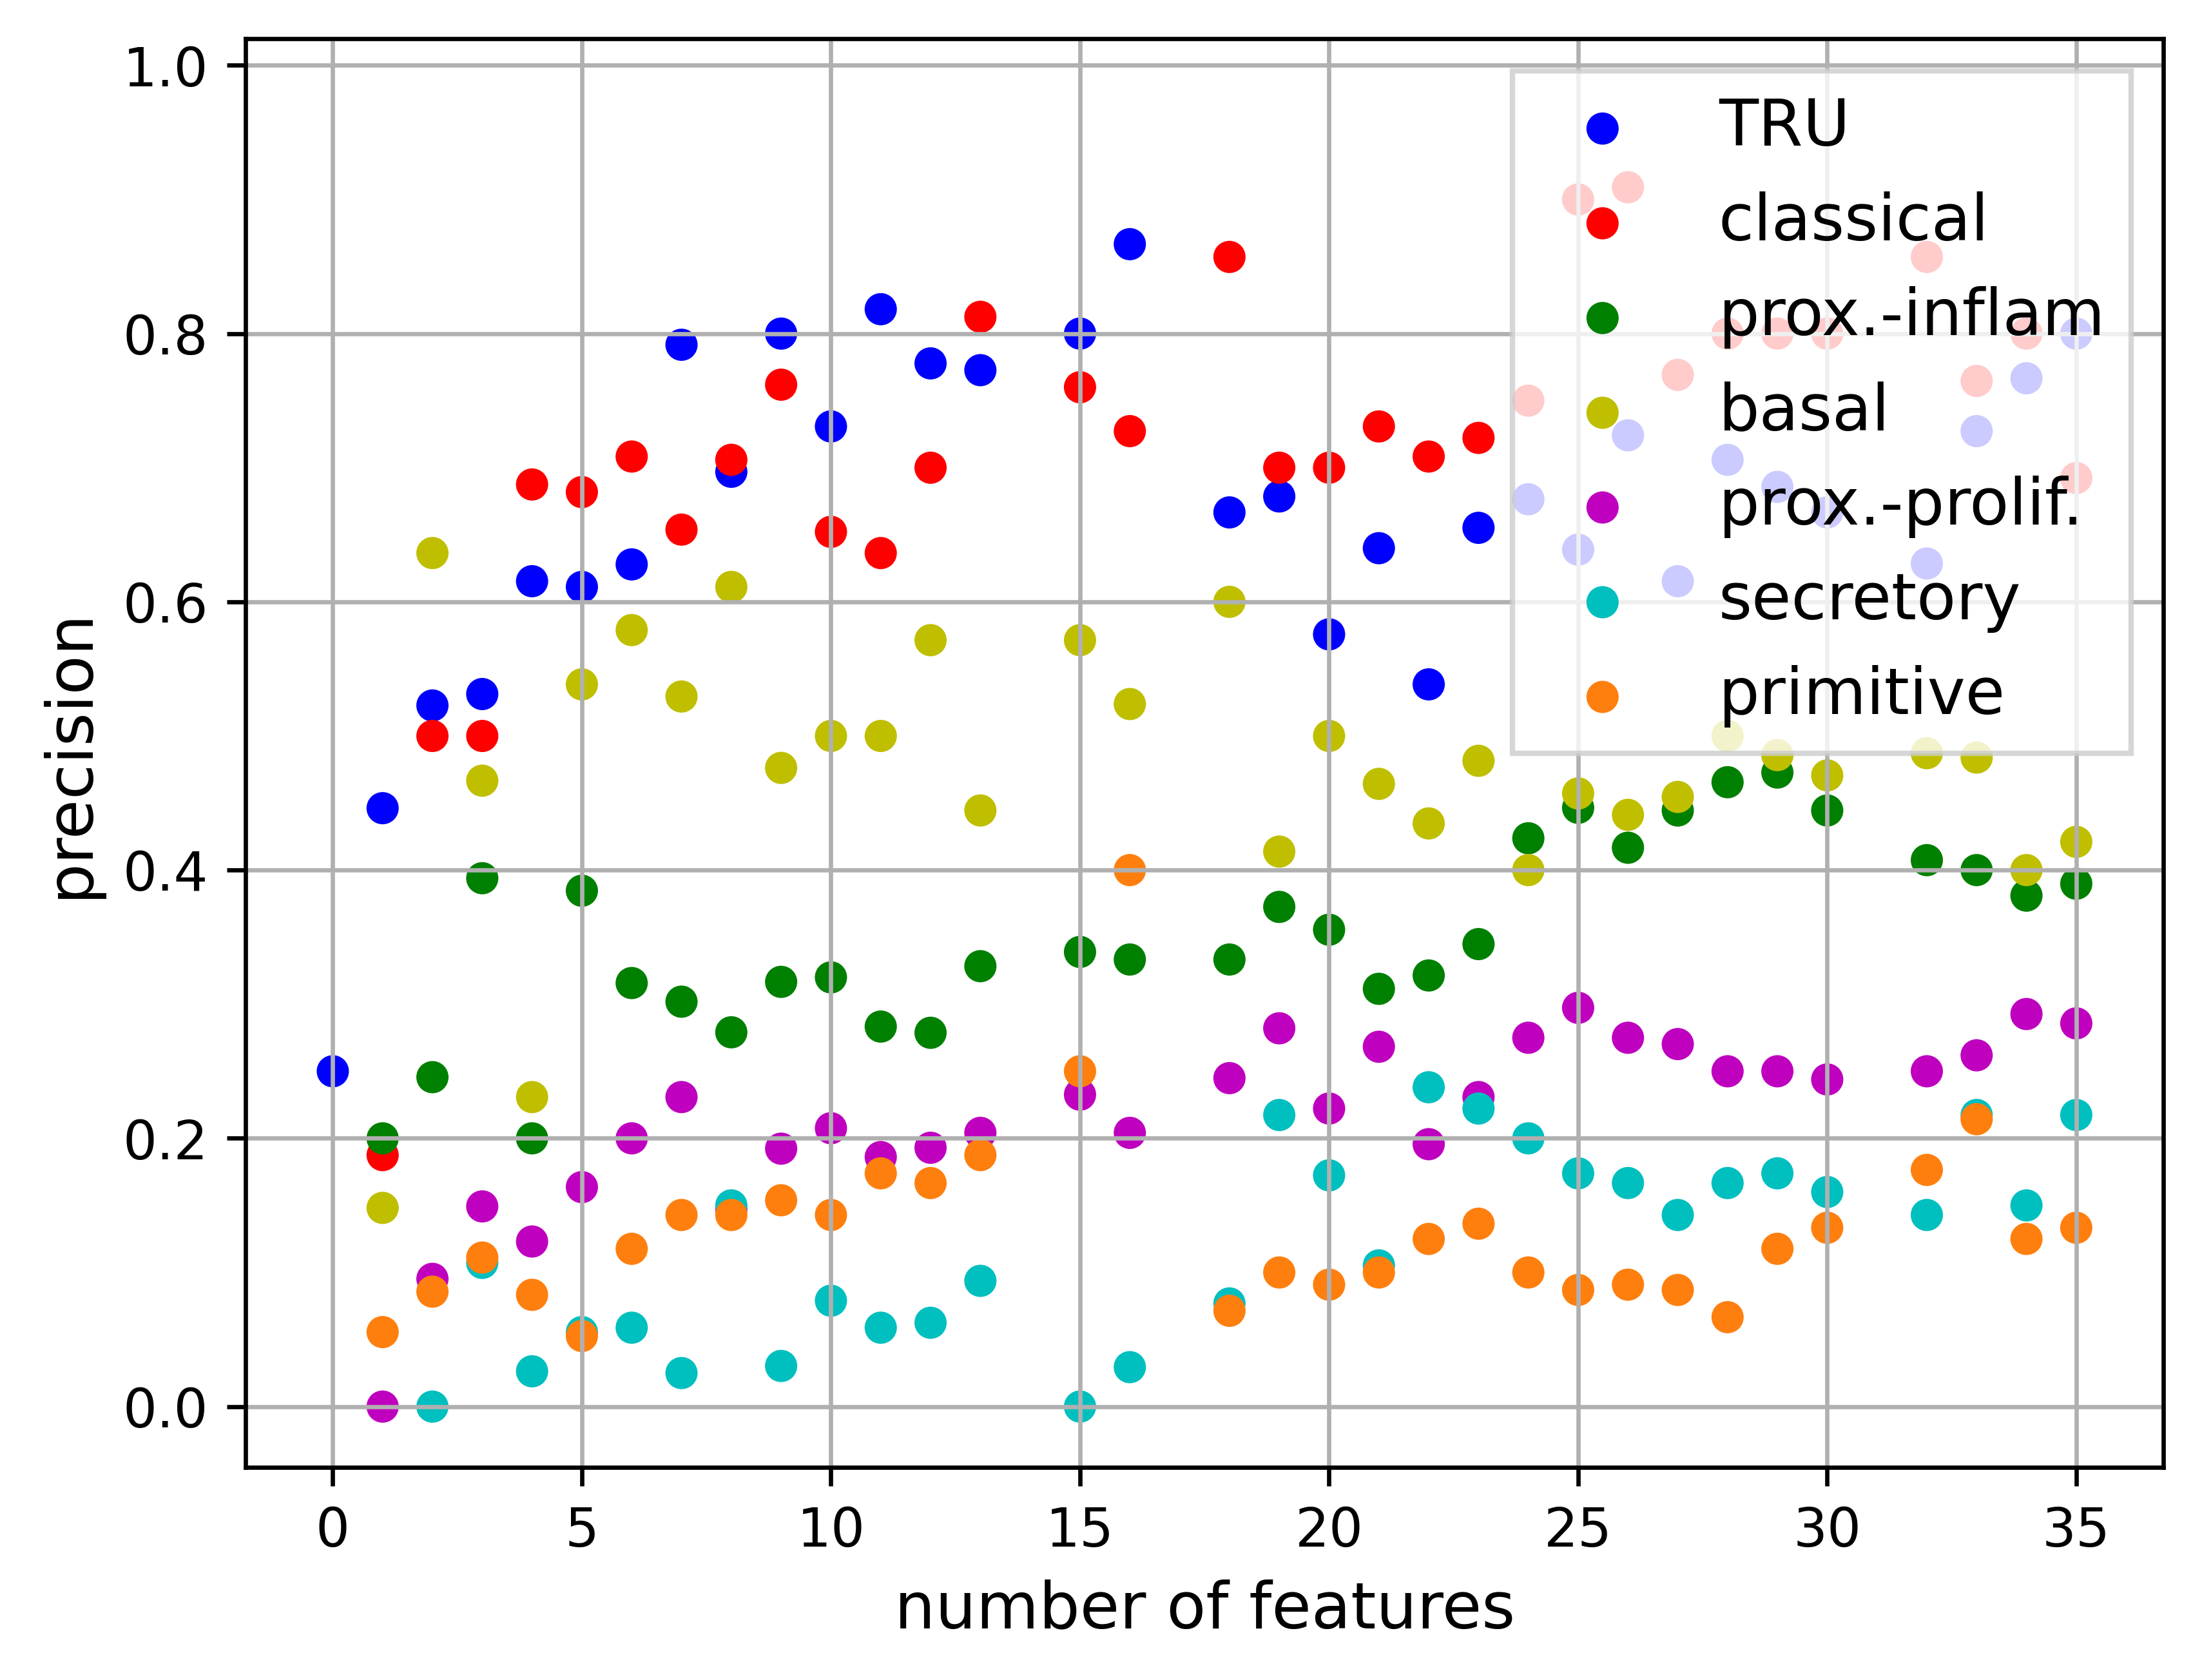 1.0
0.8
0.6
0.4
0.2
0.0
precision
0 5 10 15 20 25 30 35
number of features
TRU
classical
prox.-inflam
basal
prox.-prolif.
secretory
primitive